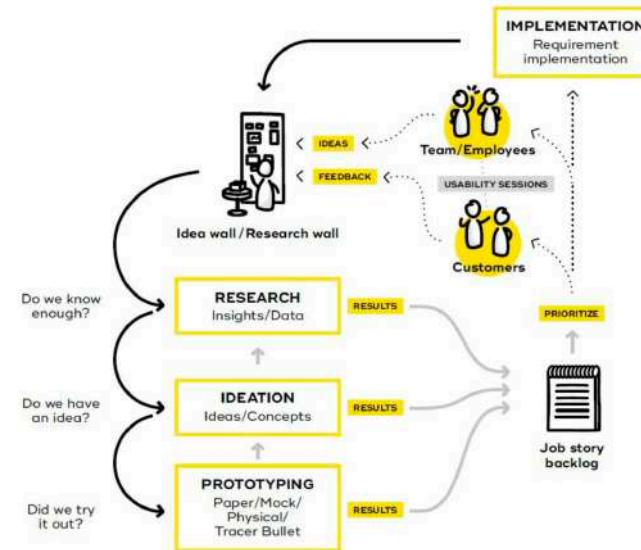 IMPLEMENTATION
Requirement
implementation
IDEAS
Team/Employees
FEEDBACK
USABILITY SESSIONS
Idea wall/Research wall
Customers
Do we know
enough?
RESEARCH
Insights/Data
RESULTS
PRIORITIZE
Do we have
an idea?
IDEATION
Ideas/Concepts
RESULTS
Job story
backlog
Did we try
it out?
PROTOTYPING
Paper/Mock/
Physical/
Tracer Bullet
RESULTS